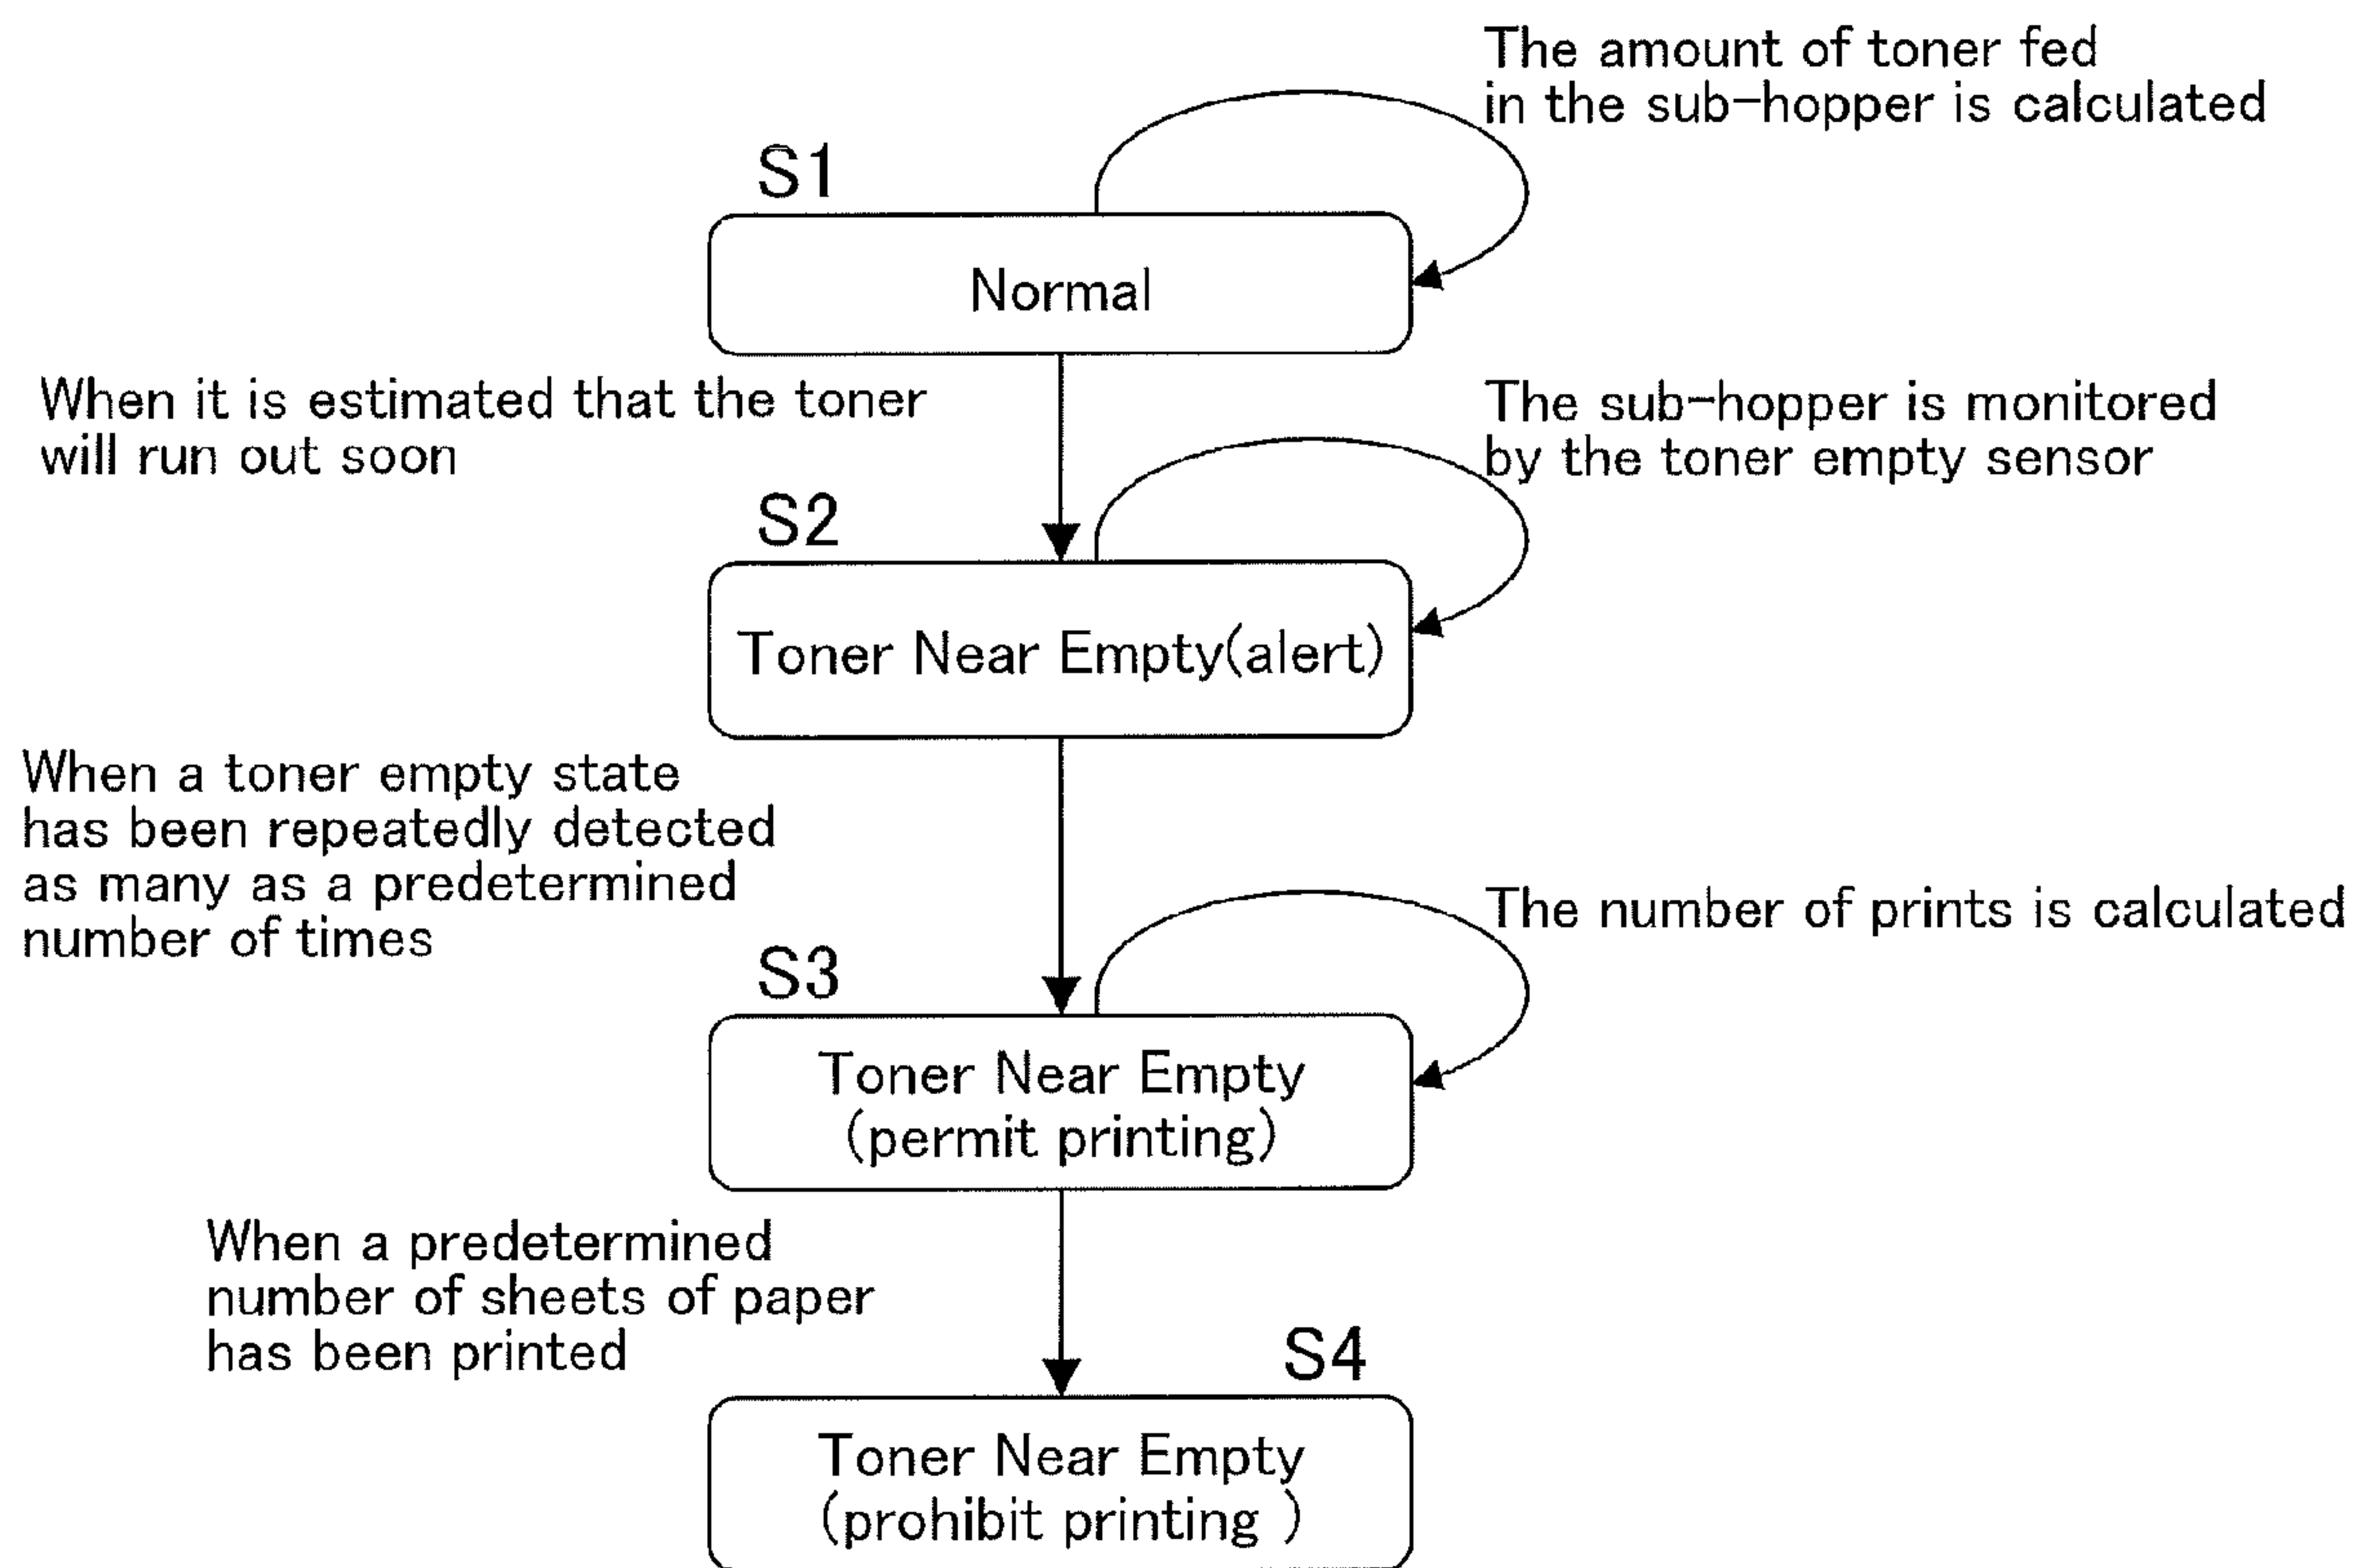 The amount of toner fed
in the sub-hopper is calculated
S1
Normal
When it is estimated that the toner
will run out soon
The sub-hopper is monitored
by the toner empty sensor
S2
Toner Near Empty(alert)
When a toner empty state
has been repeatedly detected
as many as a predetermined
number of times
The number of prints is calculated
S3
Toner Near Empty
(permit printing)
When a predetermined
number of sheets of paper
has been printed
S4
Toner Near Empty
(prohibit printing )